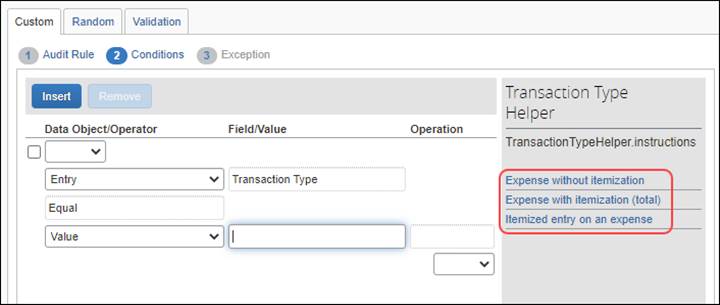 Custom Random Validation
1 Audit Rule 2 Conditions 3 Exception
Insert Remove
Data Object/Operator Field/Value Operation
Entry Transaction Type
Equal
Value
Transaction Type
Helper
TransactionTypeHelper.instructions
Expense without itemization
Expense with itemization (total)
Itemized entry on an expense